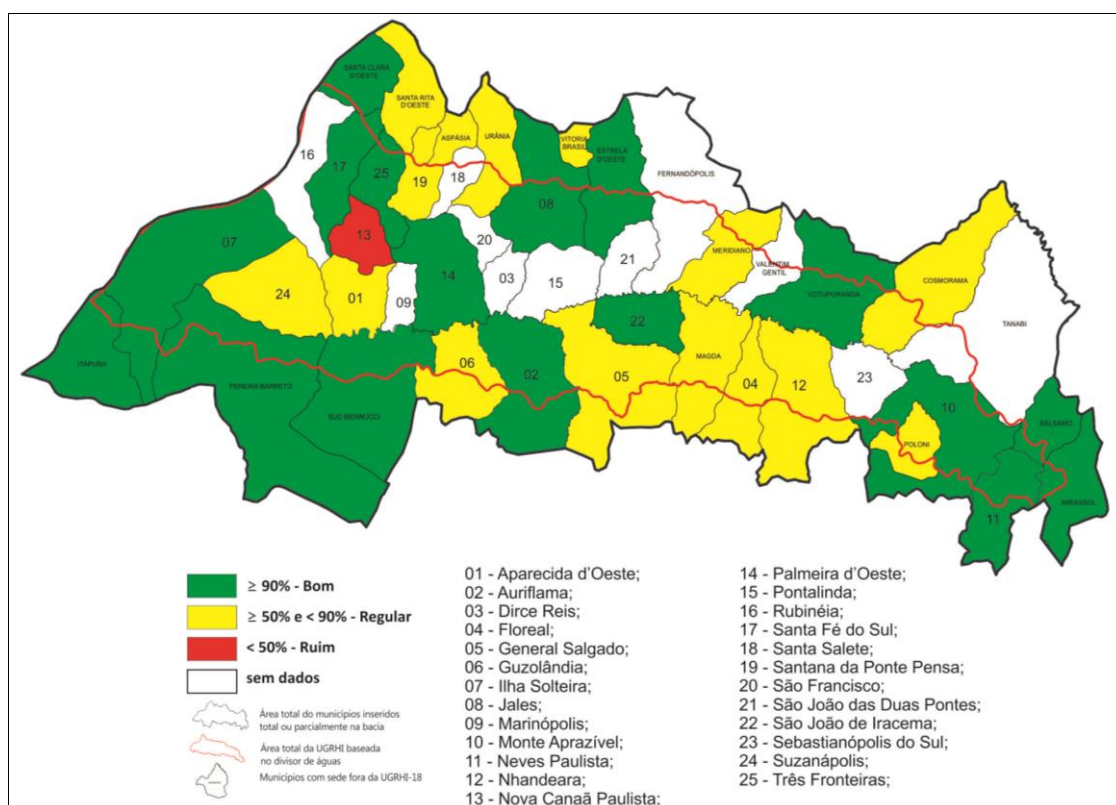 SANTA CLARA
D'OESTE
SANTA RITA
D'OESTE
ASPÁSIA
URÂNIA
VITORIA
BRASIL
ESTRELA
D'OESTE
FERNANDÓPOLIS
16
17
25
19
18
08
13
20
07
14
03
15
21
MERIDIANO
VALENTIM
GENTIL
VOTUPORANGA
COSMORAMA
TANABI
24
01
09
22
ITAPURA
PEREIRA BARRETO
SUD MENNUCCI
06
02
05
MAGDA
04
12
23
10
POLONI
BÁLSAMO
MIRASSOL
11
≥ 90% - Bom
≥ 50% e < 90% - Regular
< 50% - Ruim
sem dados
Área total do municípios inseridos
total ou parcialmente na bacia
Área total da UGRHI baseada
no divisor de águas
Municípios com sede fora da UGRHI-18
01 - Aparecida d'Oeste;
02 - Auriflama;
03 - Dirce Reis;
04 - Floreal;
05 - General Salgado;
06 - Guzolândia;
07 - Ilha Solteira;
08 - Jales;
09 - Marinópolis;
10 - Monte Aprazível;
11 - Neves Paulista;
12 - Nhandeara;
13 - Nova Canaã Paulista;
14 - Palmeira d'Oeste;
15 - Pontalinda;
16 - Rubinéia;
17 - Santa Fé do Sul;
18 - Santa Salete;
19 - Santana da Ponte Pensa;
20 - São Francisco;
21 - São João das Duas Pontes;
22 - São João de Iracema;
23 - Sebastianópolis do Sul;
24 - Suzanápolis;
25 - Três Fronteiras;